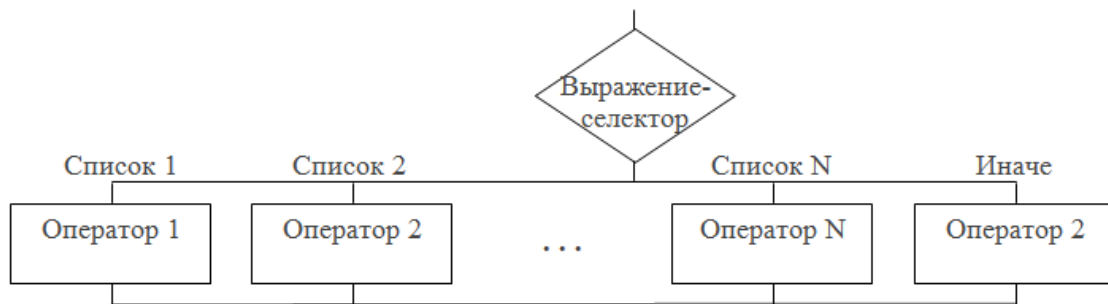 Выражение-
селектор
Список 1
Список 2
Список N
Иначе
Оператор 1
Оператор 2
...
Оператор N
Оператор 2